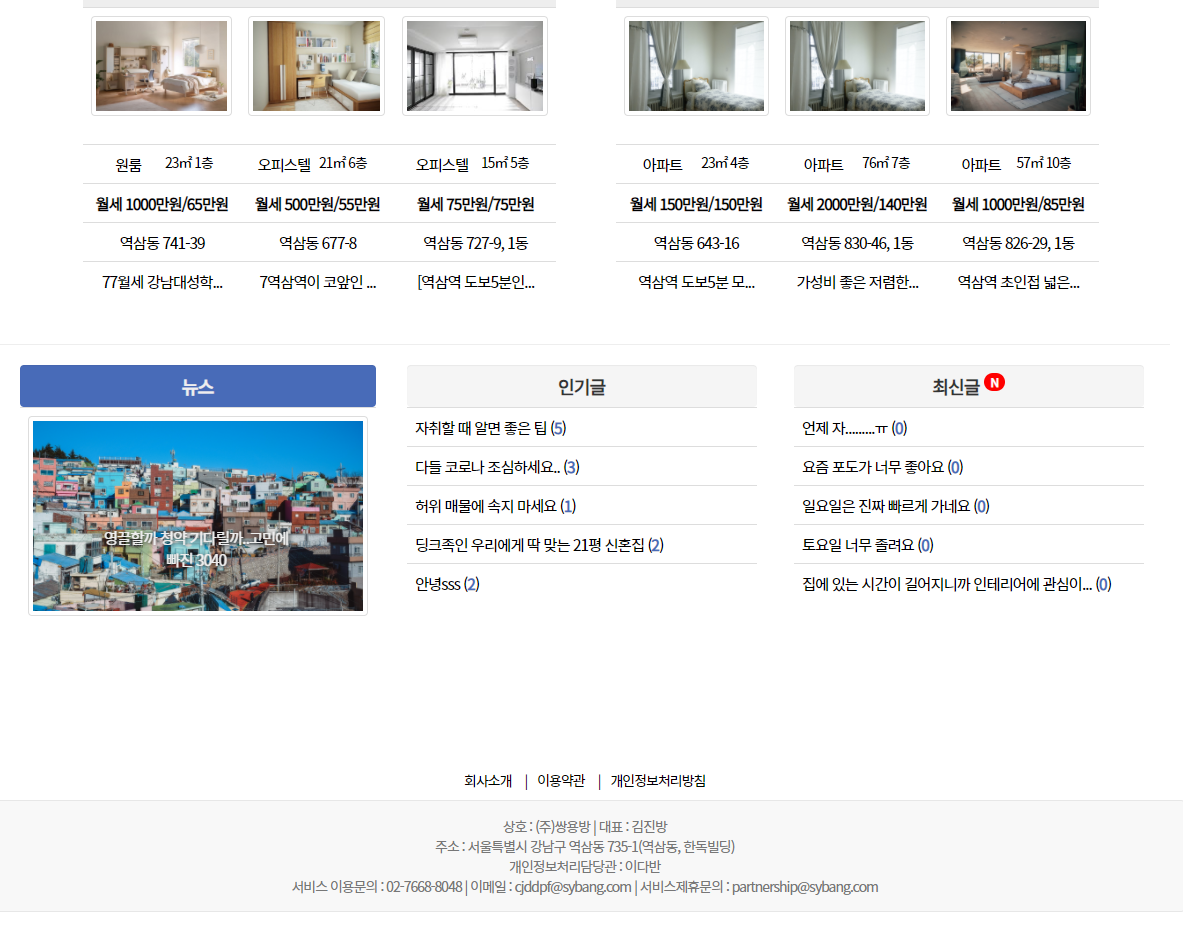 원룸 23㎡ 1층 오피스텔 21㎡ 6층 오피스텔 15㎡ 5층
월세 1000만원/65만원 월세 500만원/55만원 월세 75만원/75만원
역삼동 741-39 역삼동 677-8 역삼동 727-9, 1동
77월세 강남대성학... 7역삼역이 코앞인 ... [역삼역 도보5분인...
아파트 23㎡ 4층 아파트 76㎡ 7층 아파트 57㎡ 10층
월세 150만원/150만원 월세 2000만원/140만원 월세 1000만원/85만원
역삼동 643-16 역삼동 830-46, 1동 역삼동 826-29, 1동
역삼역 도보5분 모... 가성비 좋은 저렴한... 역삼역 초인접 넓은...
뉴스
영끌할까 청약 기다릴까..고민에
빠진 3040
인기글
자취할 때 알면 좋은 팁 (5)
다들 코로나 조심하세요.. (3)
허위 매물에 속지 마세요 (1)
딩크족인 우리에게 딱 맞는 21평 신혼집 (2)
안녕sss (2)
최신글 N
언제 자.........ㅠ (0)
요즘 포도가 너무 좋아요 (0)
일요일은 진짜 빠르게 가네요 (0)
토요일 너무 졸려요 (0)
집에 있는 시간이 길어지니까 인테리어에 관심이... (0)
회사소개 | 이용약관 | 개인정보처리방침
상호 : (주)쌍용방 | 대표 : 김진방
주소 : 서울특별시 강남구 역삼동 735-1(역삼동, 한독빌딩)
개인정보처리담당관 : 이다반
서비스 이용문의 : 02-7668-8048 | 이메일 : cjddpf@sybang.com | 서비스제휴문의 : partnership@sybang.com